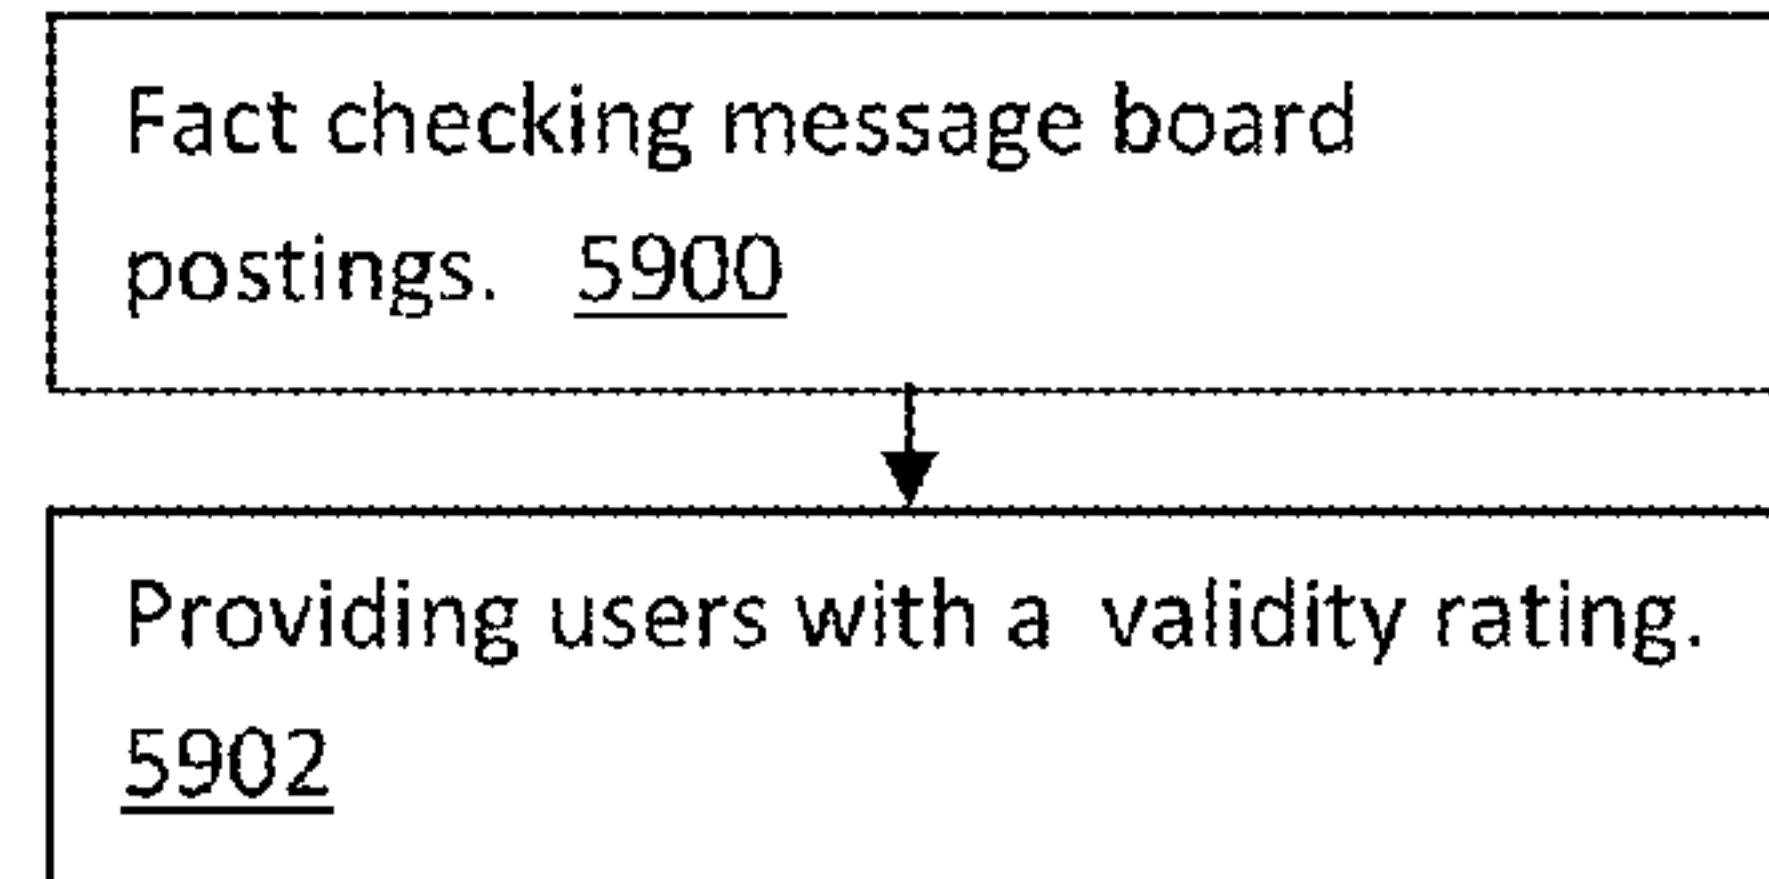 Fact checking message board
postings. 5900
Providing users with a validity rating.
5902